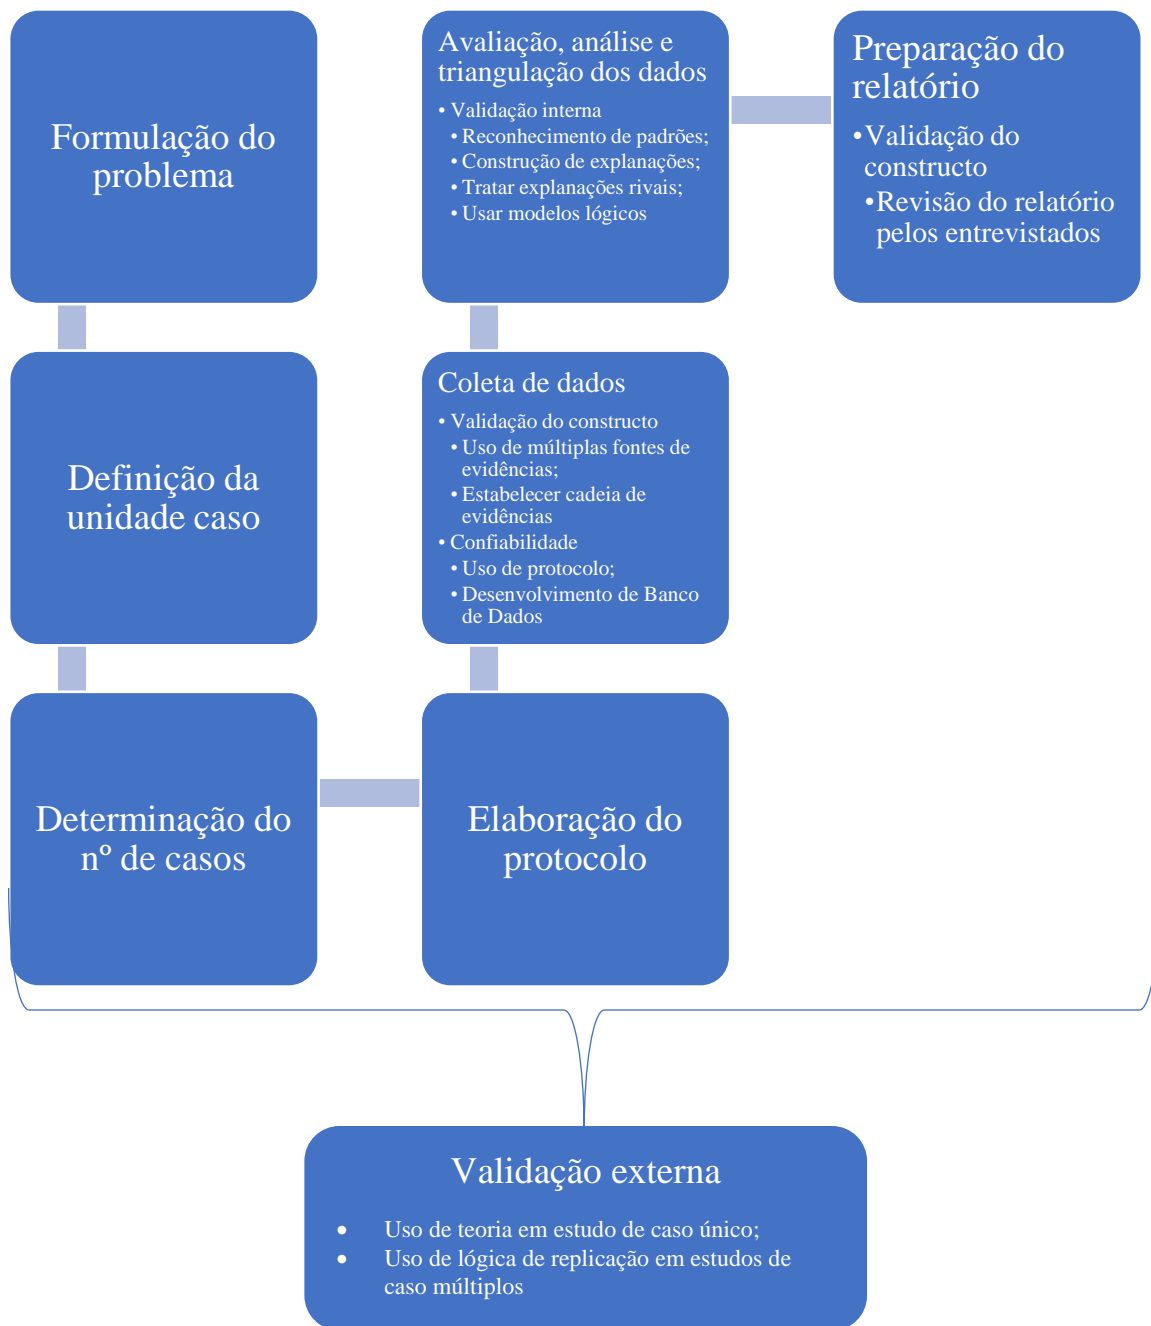 Formulação do
problema
Definição da
unidade caso
Determinação do
nº de casos
Elaboração do
protocolo
Coleta de dados
• Validação do constructo
• Uso de múltiplas fontes de
evidências;
• Estabelecer cadeia de
evidências
• Confiabilidade
• Uso de protocolo;
• Desenvolvimento de Banco
de Dados
Avaliação, análise e
triangulação dos dados
• Validação interna
• Reconhecimento de padrões;
• Construção de explanações;
• Tratar explanações rivais;
• Usar modelos lógicos
Preparação do
relatório
•Validação do
constructo
•Revisão do relatório
pelos entrevistados
Validação externa
• Uso de teoria em estudo de caso único;
• Uso de lógica de replicação em estudos de
caso múltiplos